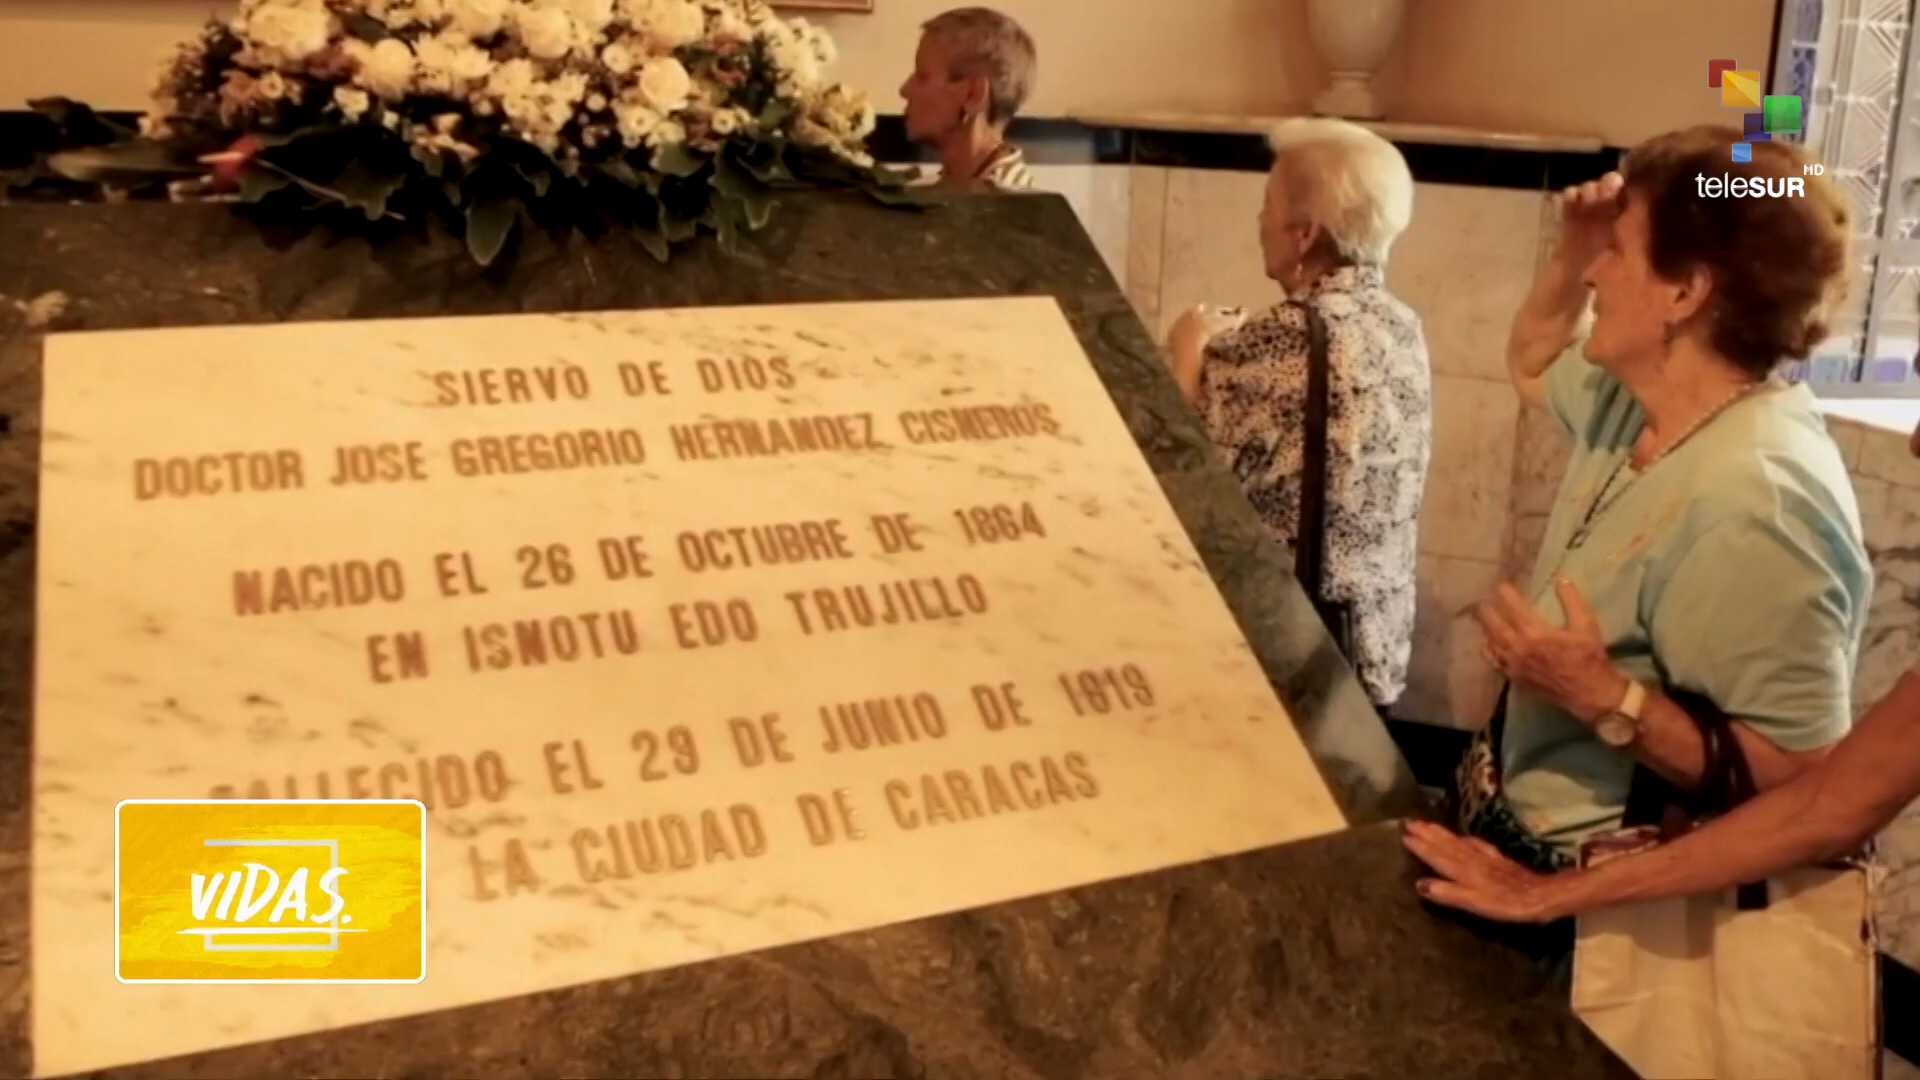 SIERVO DE DIOS
DOCTOR JOSE GREGORIO HERNANDEZ CISNEROS
NACIDO EL 26 DE OCTUBRE DE 1864
EN ISNOTU EDO TRUJILLO
FALLECIDO EL 29 DE JUNIO DE 1919
LA CIUDAD DE CARACAS
VIDAS.
teleSUR HD